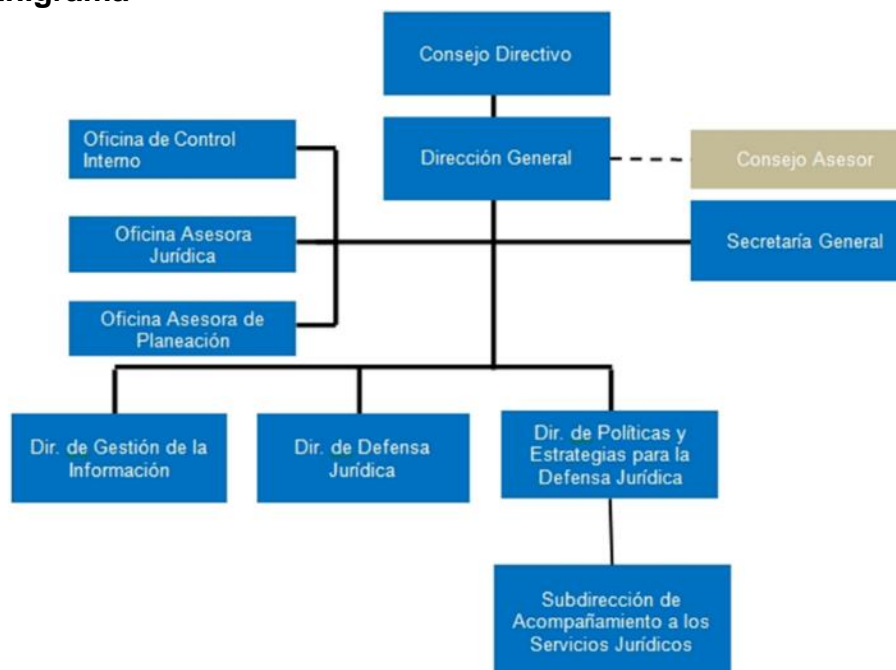 Consejo Directivo
Oficina de Control
Interno
Dirección General
Consejo Asesor
Oficina Asesora
Jurídica
Secretaría General
Oficina Asesora de
Planeación
Dir. de Gestión de la
Información
Dir. de Defensa
Jurídica
Dir. de Políticas y
Estrategias para la
Defensa Jurídica
Subdirección de
Acompañamiento a los
Servicios Jurídicos